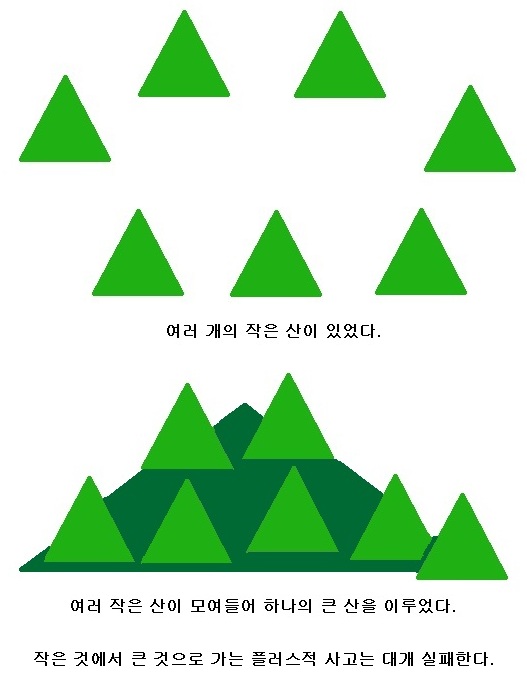 여러 개의 작은 산이 있었다.
여러 작은 산이 모여들어 하나의 큰 산을 이루었다.
작은 것에서 큰 것으로 가는 플러스적 사고는 대개 실패한다.